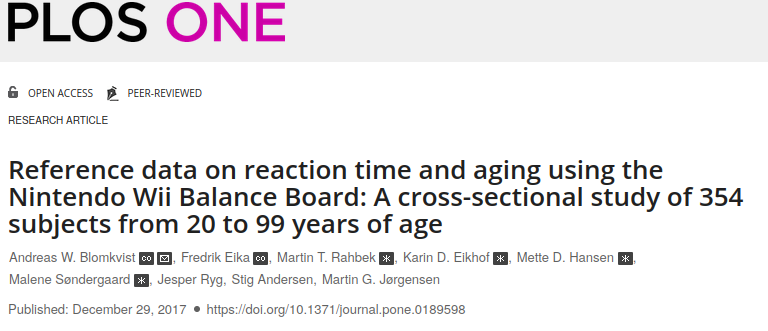 PLOS ONE
OPEN ACCESS PEER-REVIEWED
RESEARCH ARTICLE
Reference data on reaction time and aging using the
Nintendo Wii Balance Board: A cross-sectional study of 354
subjects from 20 to 99 years of age
Andreas W. Blomkvist, Fredrik Eika, Martin T. Rahbek, Karin D. Eikhof, Mette D. Hansen,
Malene Søndergaard, Jesper Ryg, Stig Andersen, Martin G. Jørgensen
Published: December 29, 2017 • https://doi.org/10.1371/journal.pone.0189598